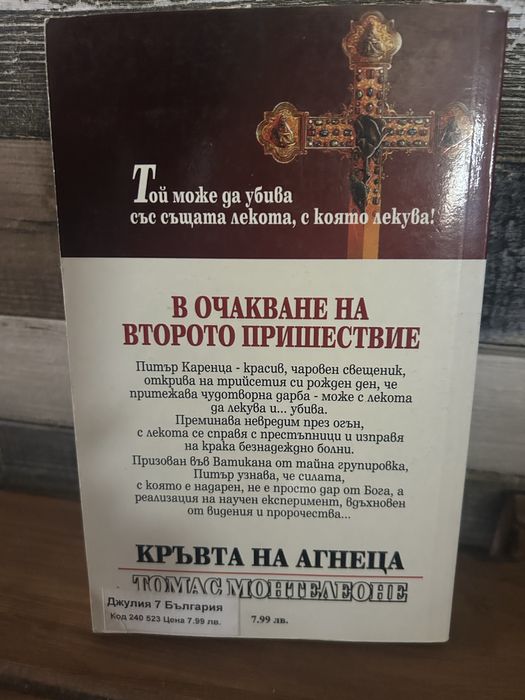 Той може да убива
със същата лекота, с която лекува!
В ОЧАКВАНЕ НА
ВТОРОТО ПРИШЕСТВИЕ
Питър Каренца - красив, чаровен свещеник,
открива на трийсетия си рожден ден, че
притежава чудотворна дарба - може с лекота
да лекува и... убива.
Преминава невредим през огън,
с лекота се справя с престъпници и изправя
на крака безнадеждно болни.
Призован във Ватикана от тайна групировка,
Питър узнава, че силата,
с която е надарен, не е просто дар от Бога, а
реализация на научен експеримент, вдъхновен
от видения и пророчества...
КРЪВТА НА АГНЕЦА
ТОМАС МОНТЕЛЕОНЕ
Джулия 7 България
Код 240 523 Цена 7.99 лв.
7.99 лв.